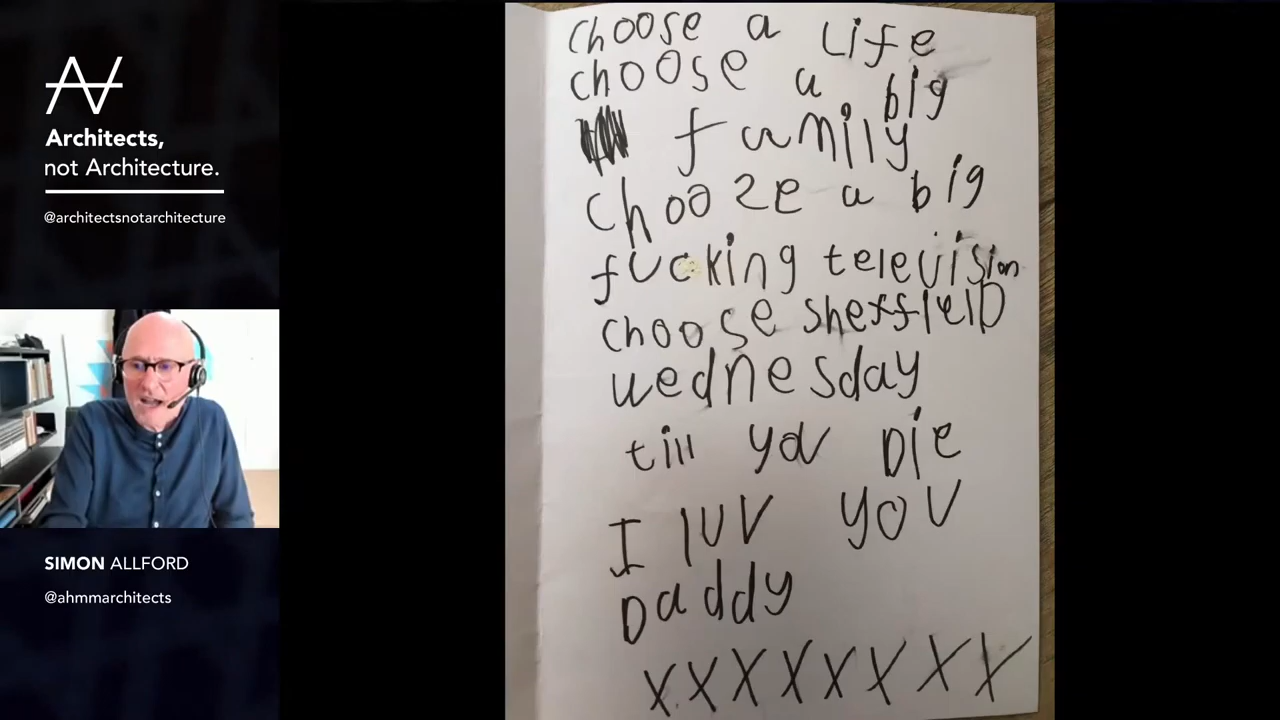 Architects,
not Architecture.
@architectsnotarchitecture
SIMON ALLFORD
@ahmmarchitects
choose a Life
choose a big
family
chooze a big
fucking television
choose sheffielD
wednesday
till you Die
I luv you
Daddy
XXXXXXXX